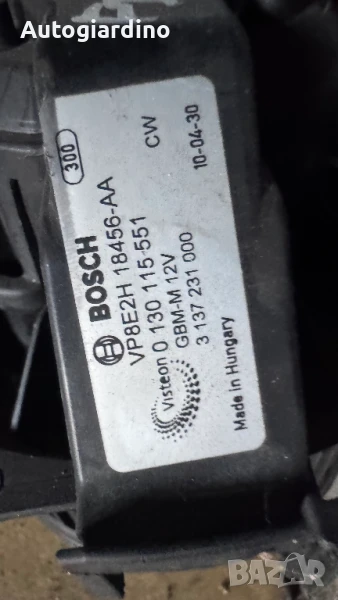 Autogiardino
300
BOSCH
VP8E2H 18456-AA
Visteon 0 130 115-551 CW
GBM-M 12V
3 137 231 000 10-04-30
Made in Hungary
BAZAR